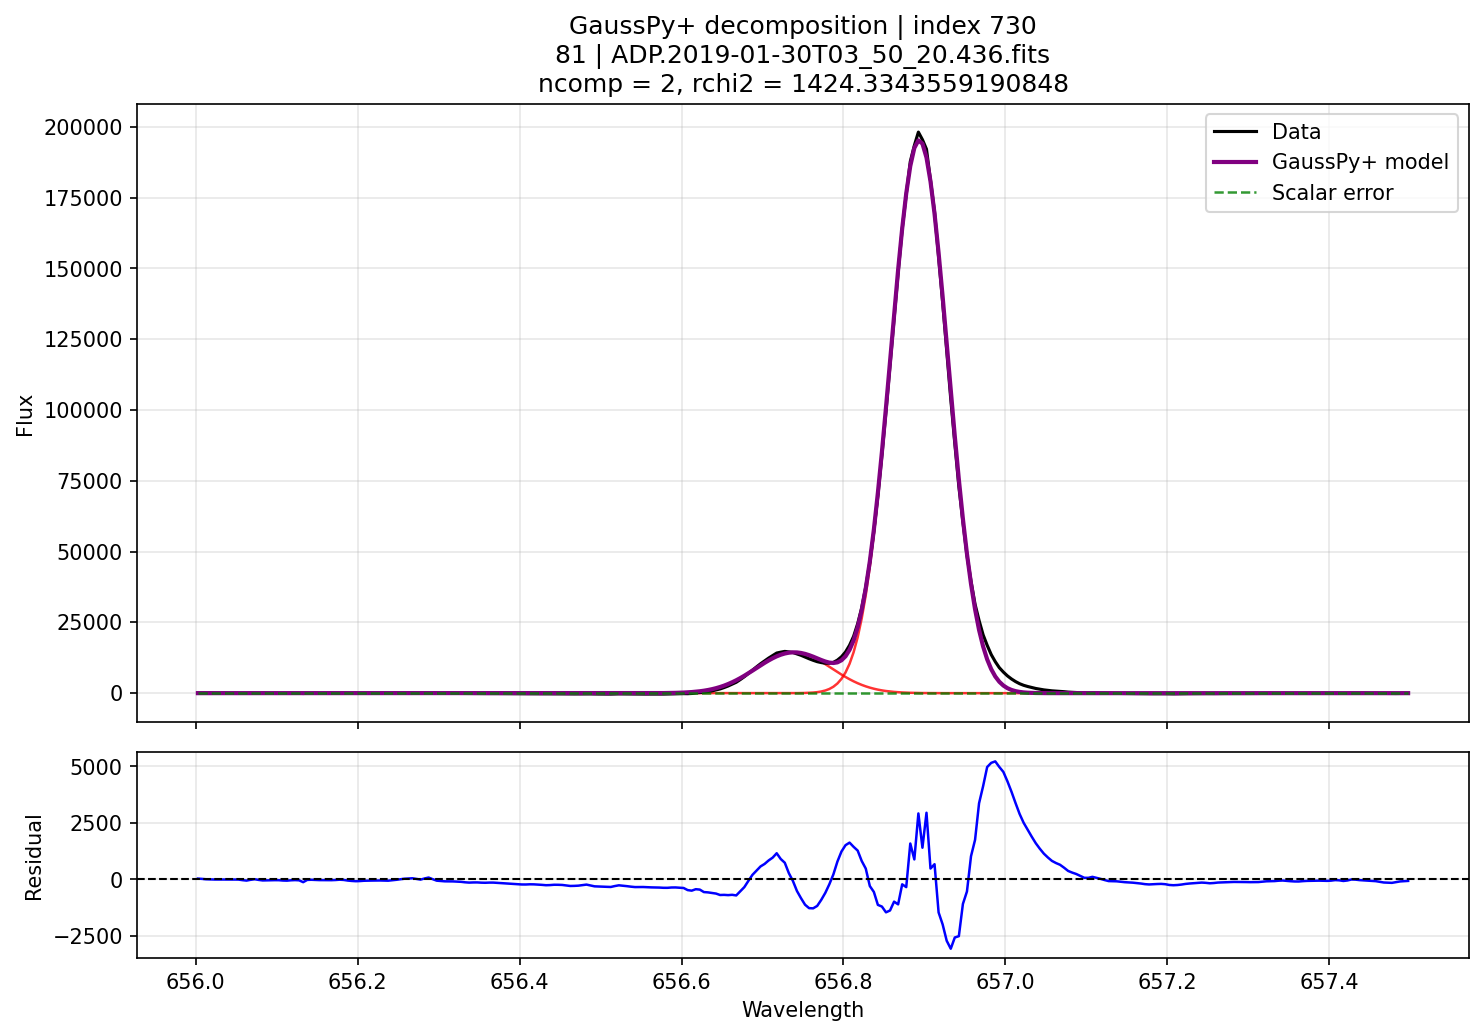 GaussPy+ decomposition | index 730
81 | ADP.2019-01-30T03_50_20.436.fits
ncomp = 2, rchi2 = 1424.3343559190848
Data
GaussPy+ model
Scalar error
Flux
200000
175000
150000
125000
100000
75000
50000
25000
0
Residual
5000
2500
0
−2500
656.0
656.2
656.4
656.6
656.8
657.0
657.2
657.4
Wavelength